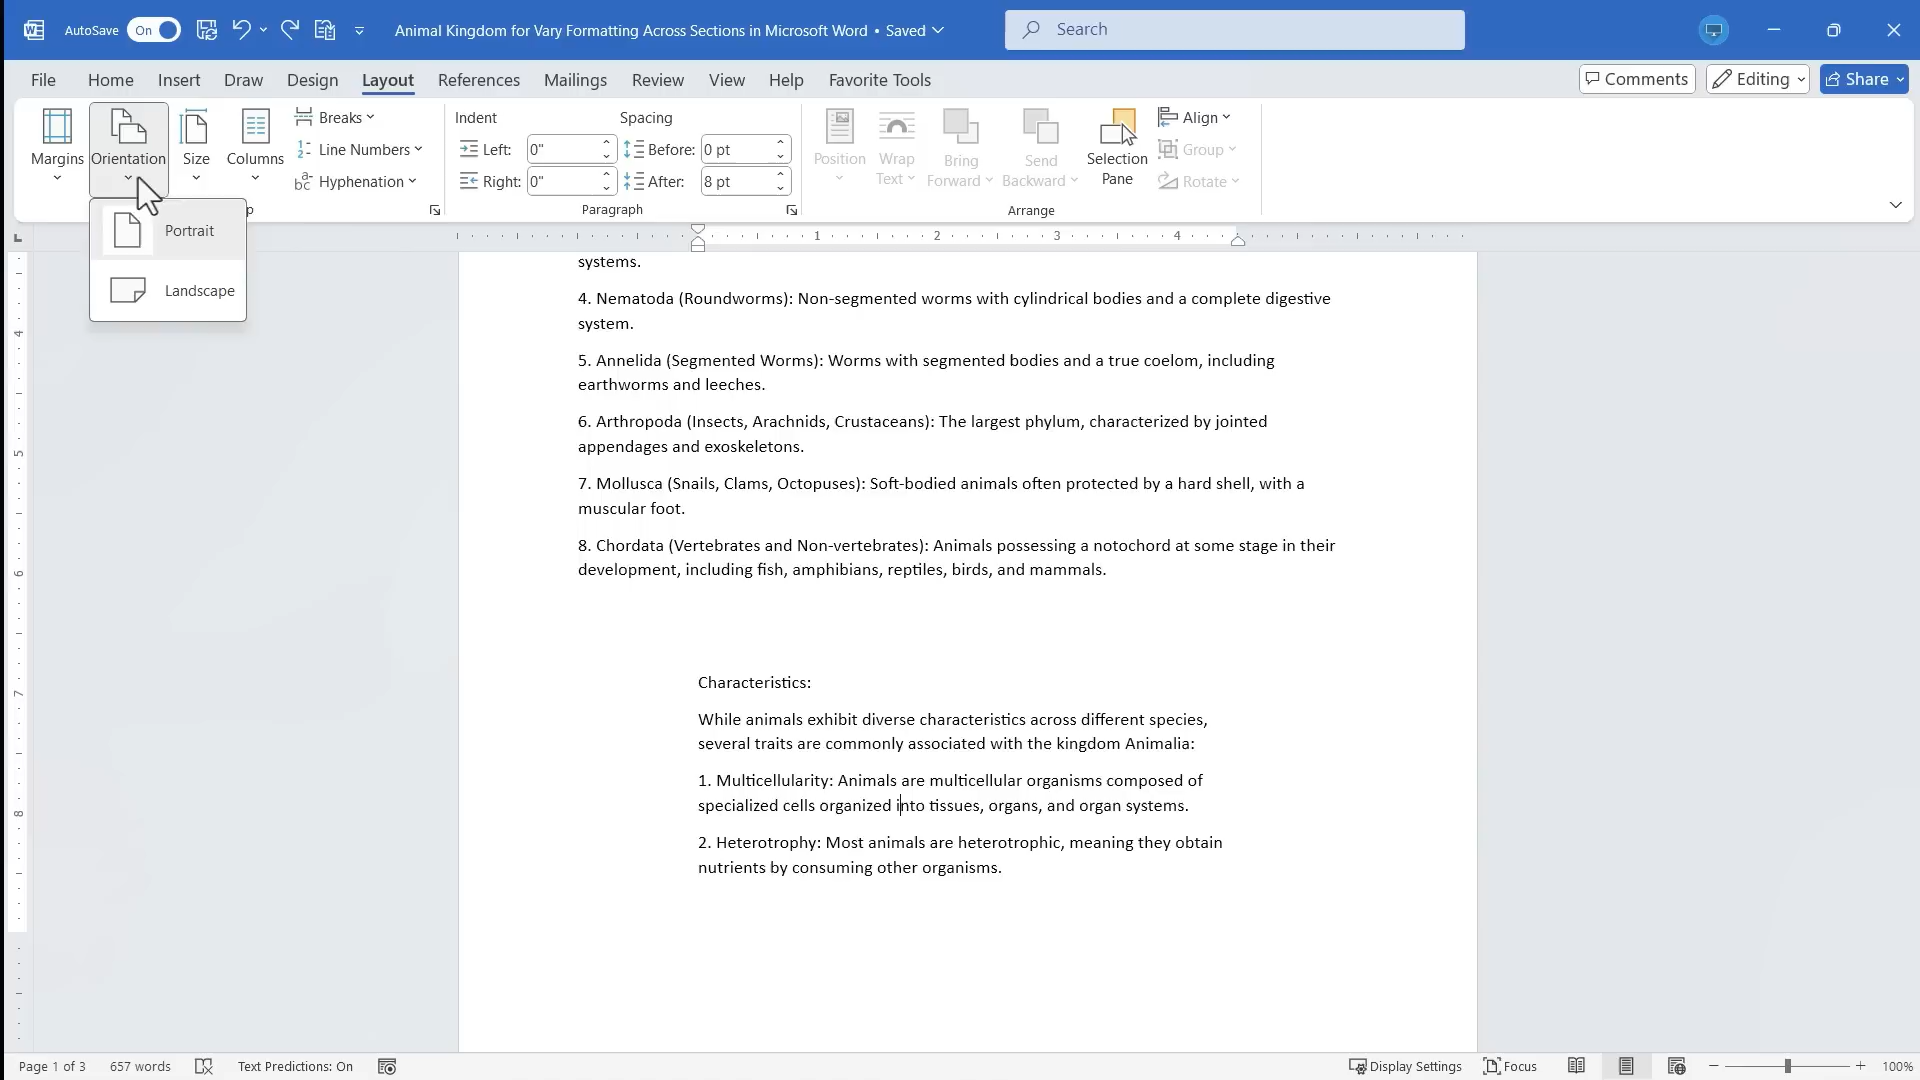 AutoSave On Animal Kingdom for Vary Formatting Across Sections in Microsoft Word • Saved Search
File Home Insert Draw Design Layout References Mailings Review View Help Favorite Tools Comments Editing Share
Margins Orientation Size Columns
Breaks
Line Numbers
Hyphenation
Indent Spacing
Left: 0" Before: 0 pt
Right: 0" After: 8 pt
Paragraph
Position
Wrap
Text
Bring
Forward
Send
Backward
Selection
Pane
Align
Group
Rotate
Arrange
Portrait
Landscape
1 2 3 4
4
5
6
7
8
systems.
4. Nematoda (Roundworms): Non-segmented worms with cylindrical bodies and a complete digestive
system.
5. Annelida (Segmented Worms): Worms with segmented bodies and a true coelom, including
earthworms and leeches.
6. Arthropoda (Insects, Arachnids, Crustaceans): The largest phylum, characterized by jointed
appendages and exoskeletons.
7. Mollusca (Snails, Clams, Octopuses): Soft-bodied animals often protected by a hard shell, with a
muscular foot.
8. Chordata (Vertebrates and Non-vertebrates): Animals possessing a notochord at some stage in their
development, including fish, amphibians, reptiles, birds, and mammals.
Characteristics:
While animals exhibit diverse characteristics across different species,
several traits are commonly associated with the kingdom Animalia:
1. Multicellularity: Animals are multicellular organisms composed of
specialized cells organized into tissues, organs, and organ systems.
2. Heterotrophy: Most animals are heterotrophic, meaning they obtain
nutrients by consuming other organisms.
Page 1 of 3 657 words Text Predictions: On Display Settings Focus 100%